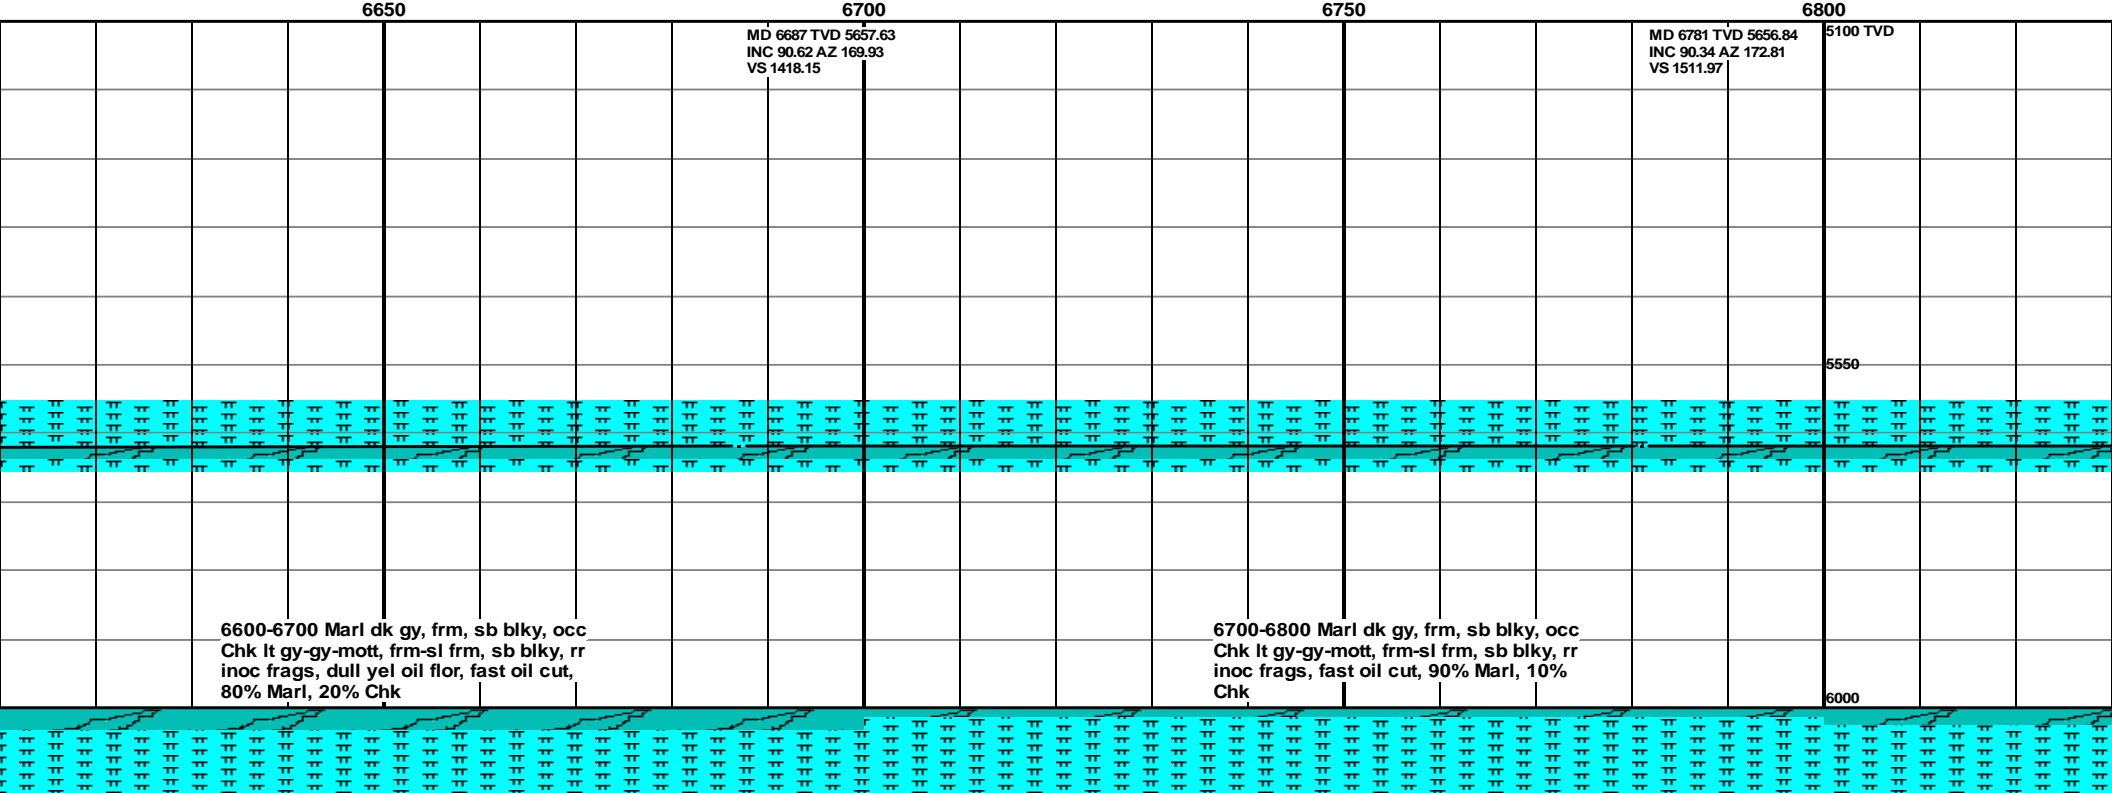 6650 6700 6750 6800
MD 6687 TVD 5657.63
INC 90.62 AZ 169.93
VS 1418.15
MD 6781 TVD 5656.84
INC 90.34 AZ 172.81
VS 1511.97
5100 TVD
5550
6600-6700 Marl dk gy, frm, sb blky, occ
Chk lt gy-gy-mott, frm-sl frm, sb blky, rr
inoc frags, dull yel oil flor, fast oil cut,
80% Marl, 20% Chk
6700-6800 Marl dk gy, frm, sb blky, occ
Chk lt gy-gy-mott, frm-sl frm, sb blky, rr
inoc frags, fast oil cut, 90% Marl, 10%
Chk
6000